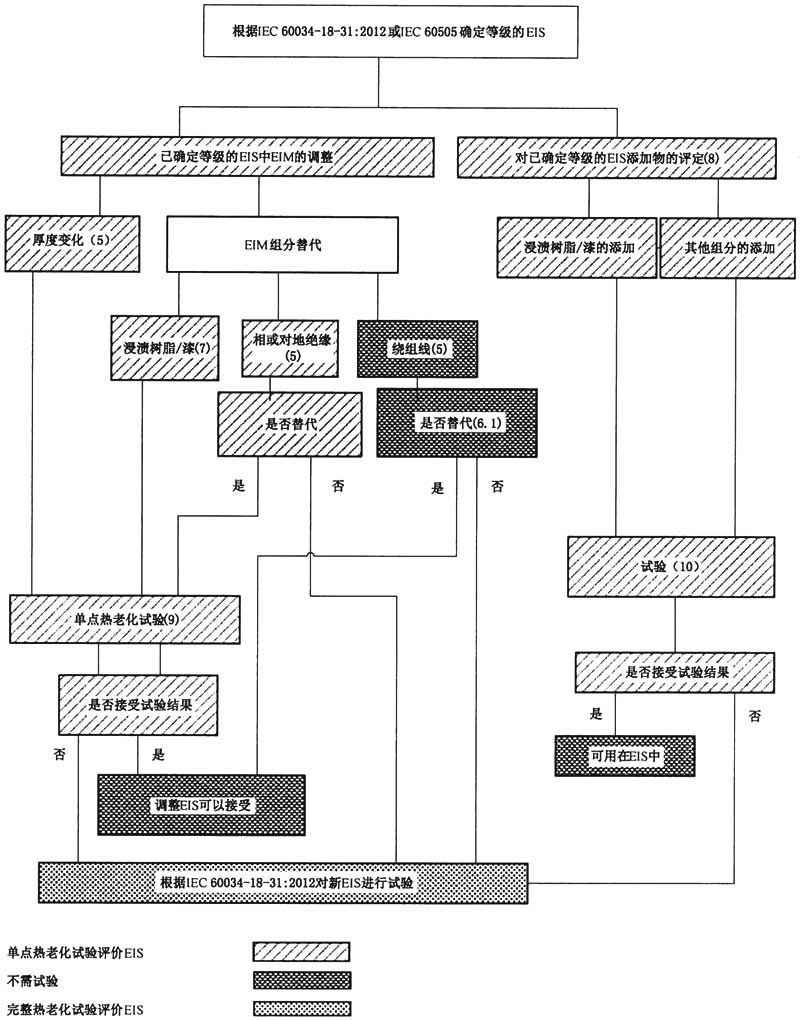 根据IEC 60034-18-31:2012或IEC 60505确定等级的EIS
已确定等级的EIS中EIM的调整
对已确定等级的EIS添加物的评定(8)
厚度变化（5）
EIM组分替代
浸渍树脂/漆的添加
其他组分的添加
浸渍树脂/漆(7)
相或对地绝缘
(5)
绕组线(5)
是否替代
是否替代(6.1)
是
否
是
否
试验（10）
单点热老化试验(9)
是否接受试验结果
是否接受试验结果
否
是
是
否
可用在EIS中
调整EIS可以接受
根据IEC 60034-18-31:2012对新EIS进行试验
单点热老化试验评价EIS
不需试验
完整热老化试验评价EIS